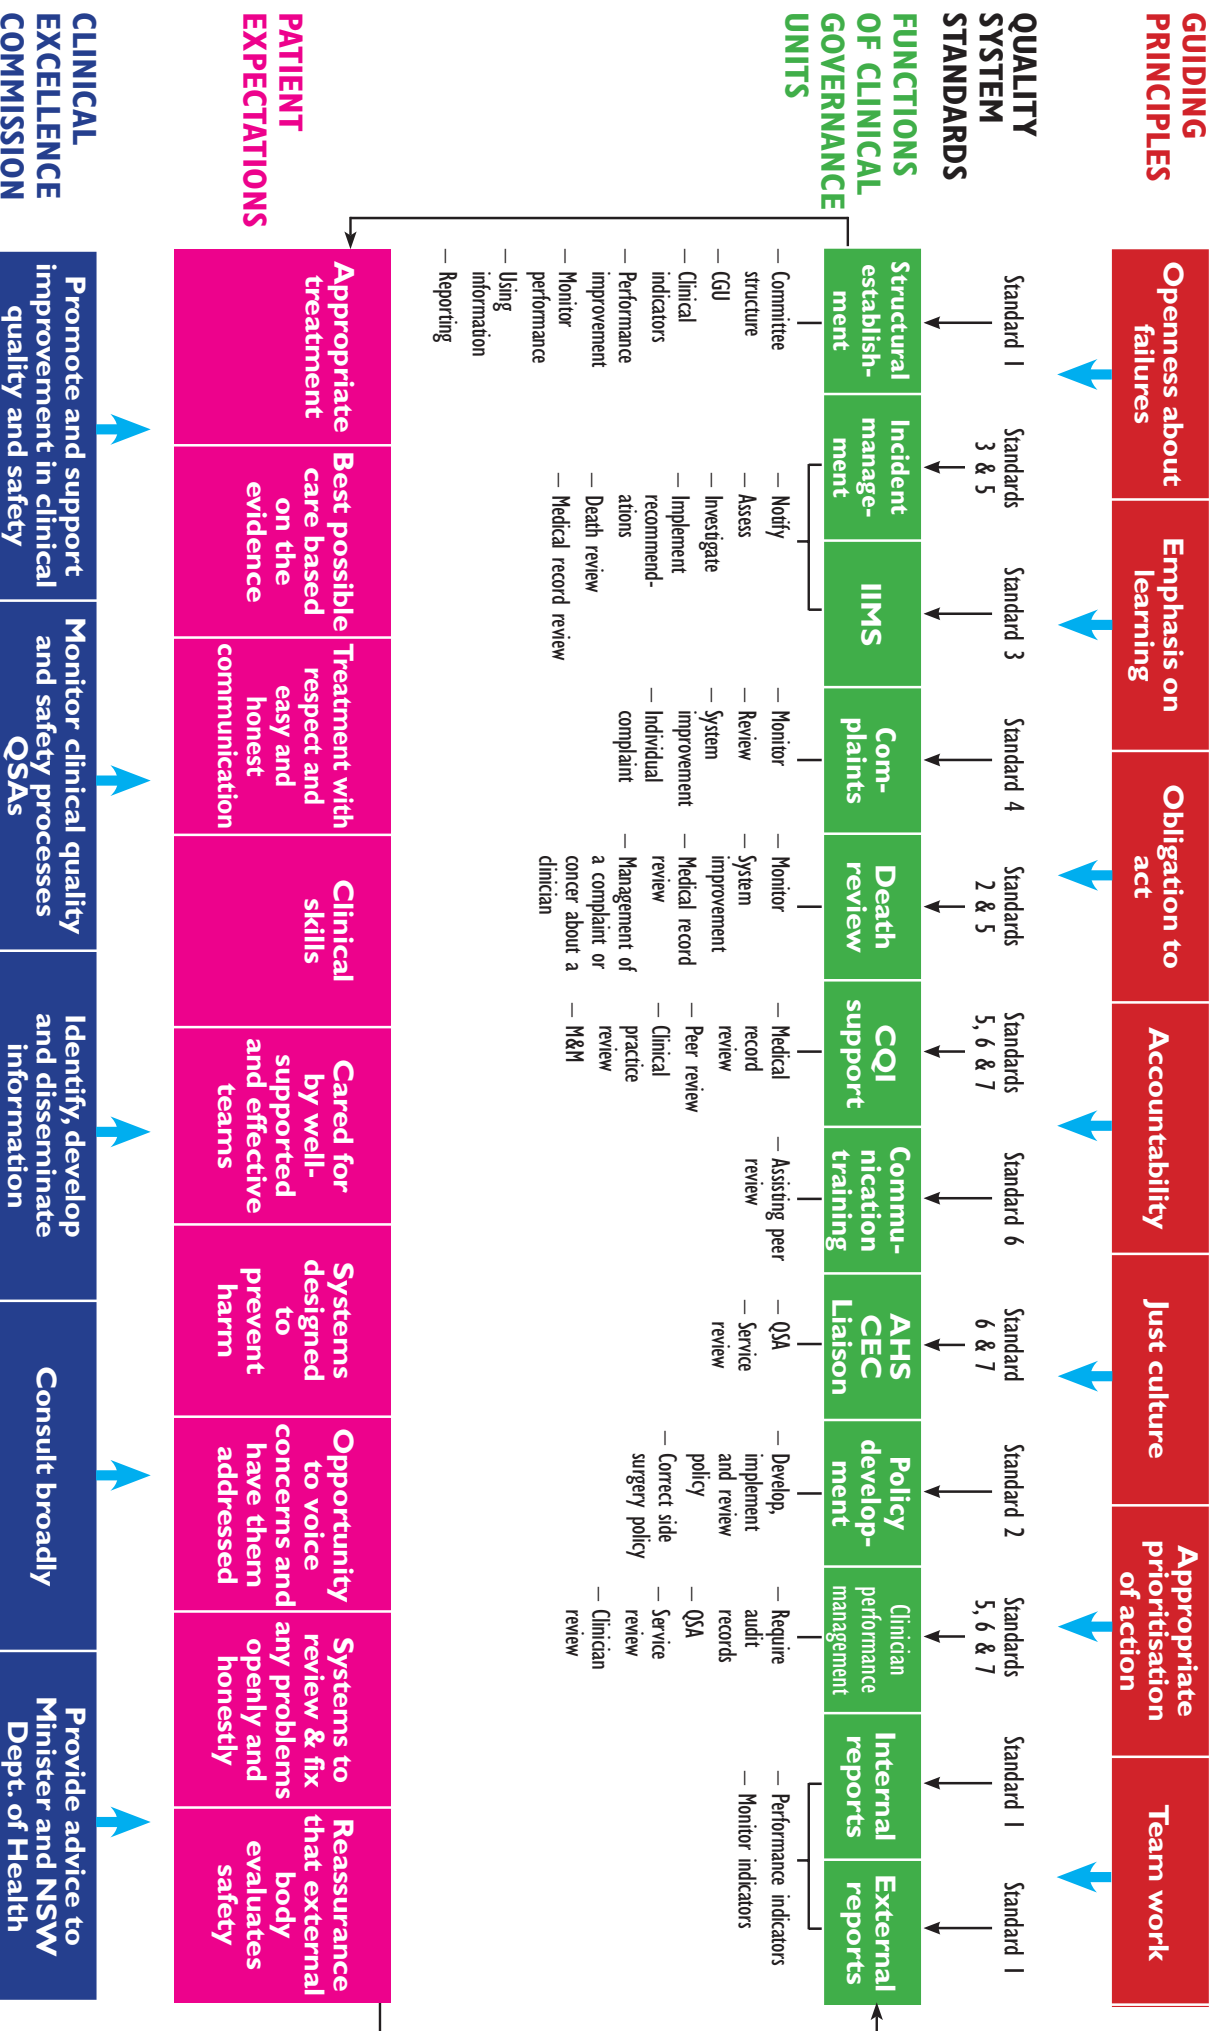 GUIDING
PRINCIPLES
Openness about
failures
Emphasis on
learning
Obligation to
act
Accountability
Just culture
Appropriate
prioritisation
of action
Team work
QUALITY
SYSTEM
STANDARDS
Standard 1
Standards
3 & 5
Standard 3
Standard 4
Standards
2 & 5
Standards
5, 6 & 7
Standard 6
Standard
6 & 7
Standard 2
Standards
5, 6 & 7
Standard 1
Standard 1
FUNCTIONS
OF CLINICAL
GOVERNANCE
UNITS
Structural
establish-
ment
Incident
manage-
ment
IIMS
Com-
plaints
Death
review
CQI
support
Commu-
nication
training
AHS
CEC
Liaison
Policy
develop-
ment
Clinician
performance
management
Internal
reports
External
reports
– Committee
structure
– CGU
– Clinical
indicators
– Performance
improvement
– Monitor
performance
– Using
information
– Reporting
– Notify
– Assess
– Investigate
– Implement
recommend-
ations
– Death review
– Medical record review
– Monitor
– Review
– System
improvement
– Individual
complaint
– Monitor
– System
improvement
– Medical record
review
– Management of
a complaint or
concer about a
clinician
– Medical
record
review
– Peer review
– Clinical
practice
review
– M&M
– Assisting peer
review
– QSA
– Service
review
– Develop,
implement
and review
policy
– Correct side
surgery policy
– Require
audit
records
– QSA
– Service
review
– Clinician
review
– Performance indicators
– Monitor indicators
PATIENT
EXPECTATIONS
Appropriate
treatment
Best possible
care based
on the
evidence
Treatment with
respect and
easy and
honest
communication
Clinical
skills
Cared for
by well-
supported
and effective
teams
Systems
designed
to
prevent
harm
Opportunity
to voice
concerns and
have them
addressed
Systems to
review & fix
any problems
openly and
honestly
Reassurance
that external
body
evaluates
safety
CLINICAL
EXCELLENCE
COMMISSION
Promote and support
improvement in clinical
quality and safety
Monitor clinical quality
and safety processes
QSAs
Identify, develop
and disseminate
information
Consult broadly
Provide advice to
Minister and NSW
Dept. of Health